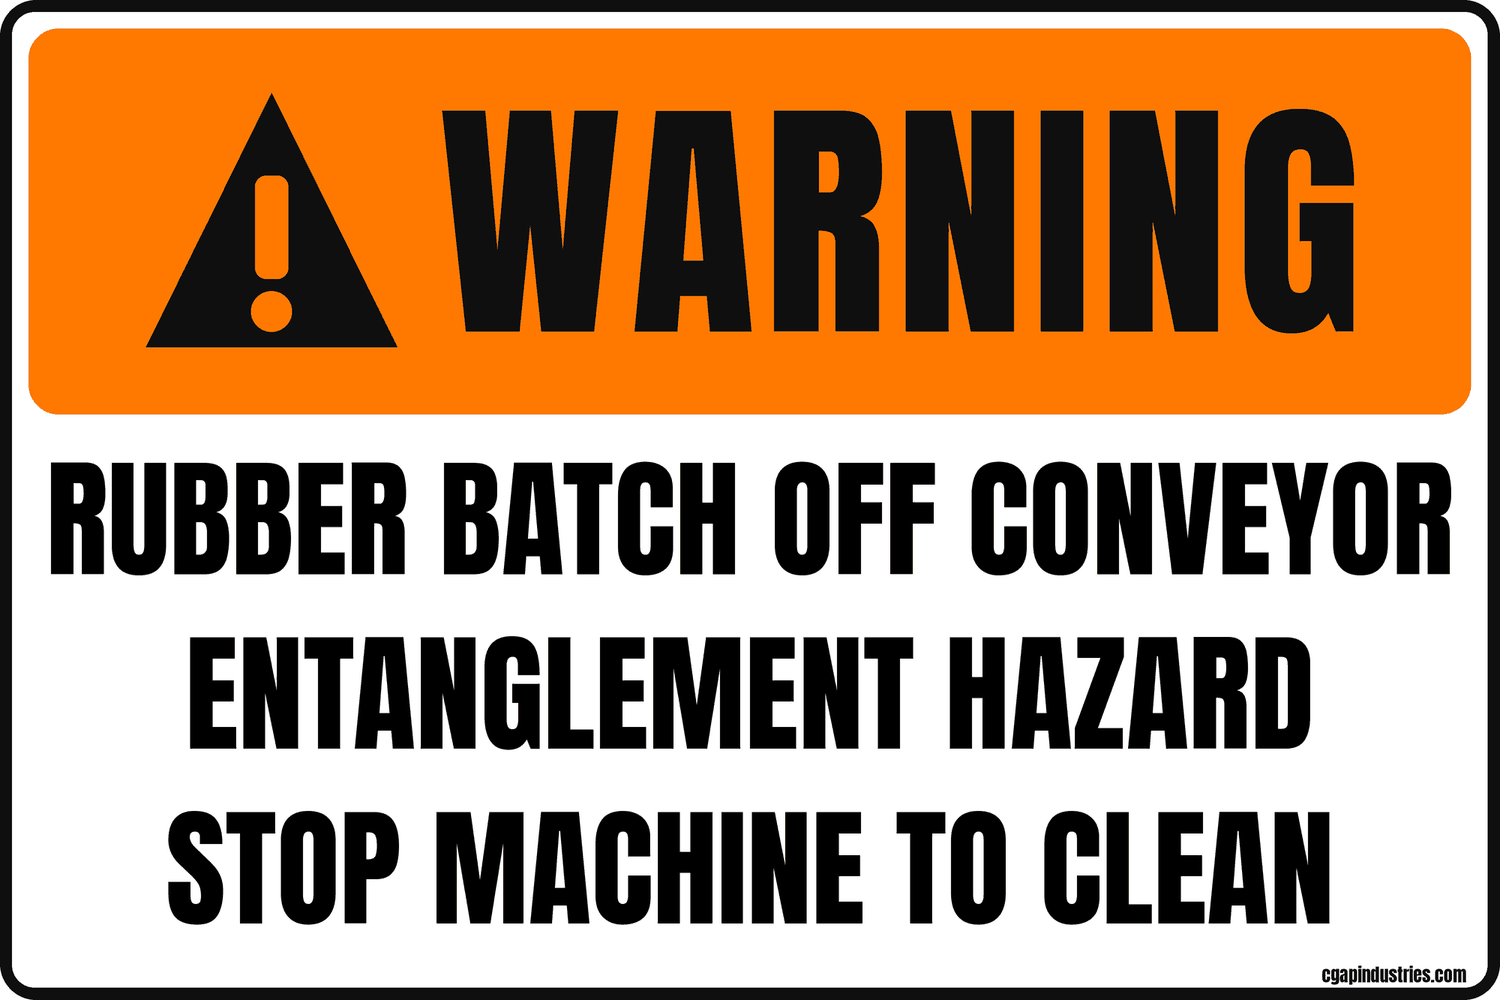 WARNING
RUBBER BATCH OFF CONVEYOR
ENTANGLEMENT HAZARD
STOP MACHINE TO CLEAN
cgapindustries.com